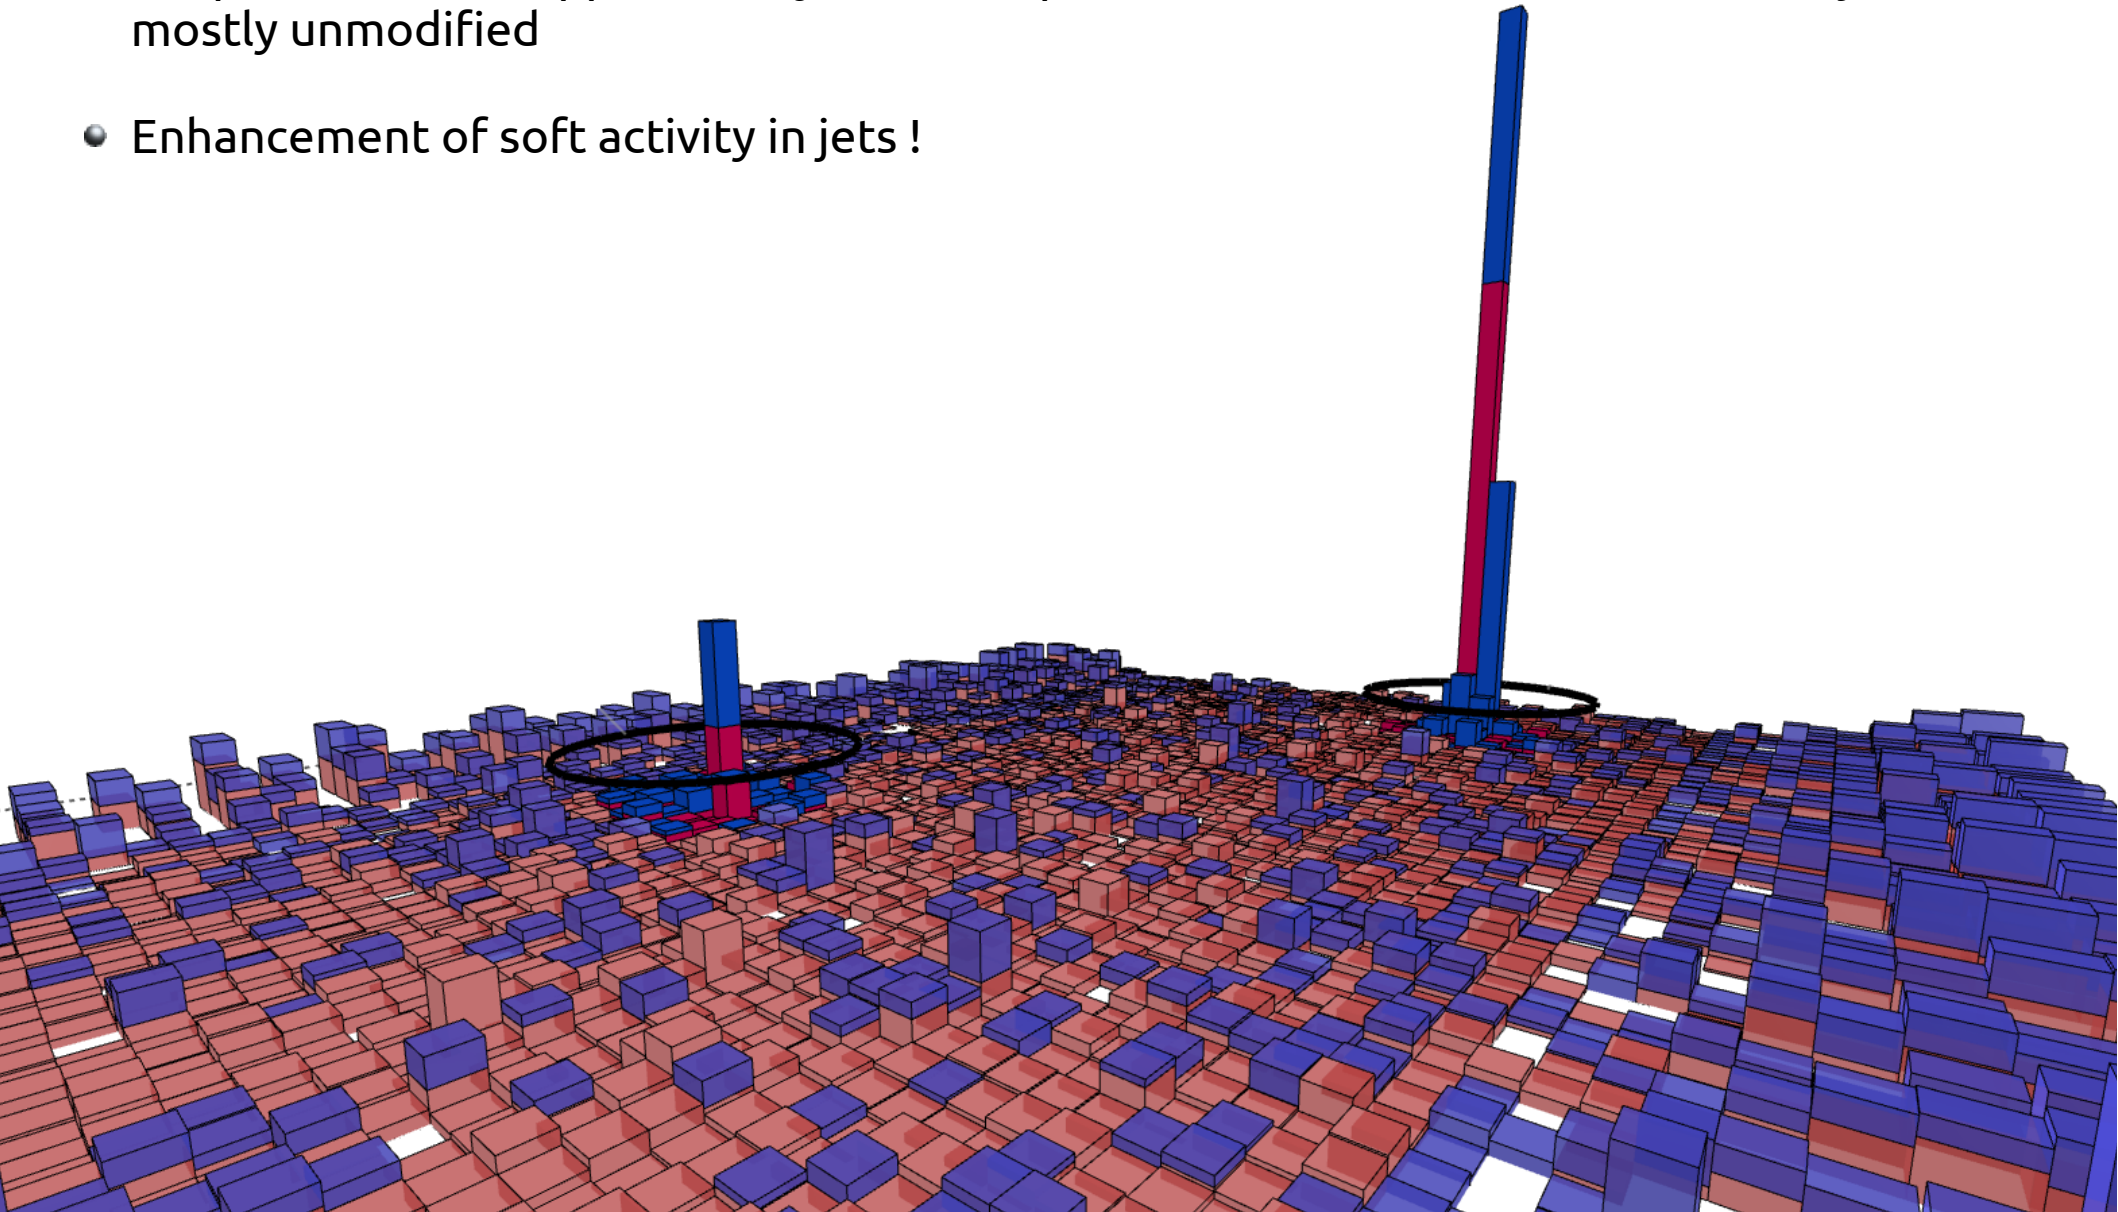 mostly unmodified
Enhancement of soft activity in jets !